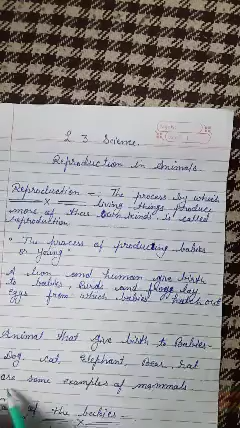 L 3 Science.
Reproduction in Animals.
Reproduction - The process by which
living things produce
more of their own kinds is called
reproduction
" The process of producing babies
or young "
A lion and human give birth
to babies, Birds and frogs lay
eggs from which babies hatch out
Animal that give birth to Babies-
Dog, cat, Elephant, Bear, bat
are some examples of mammals
of the babies -